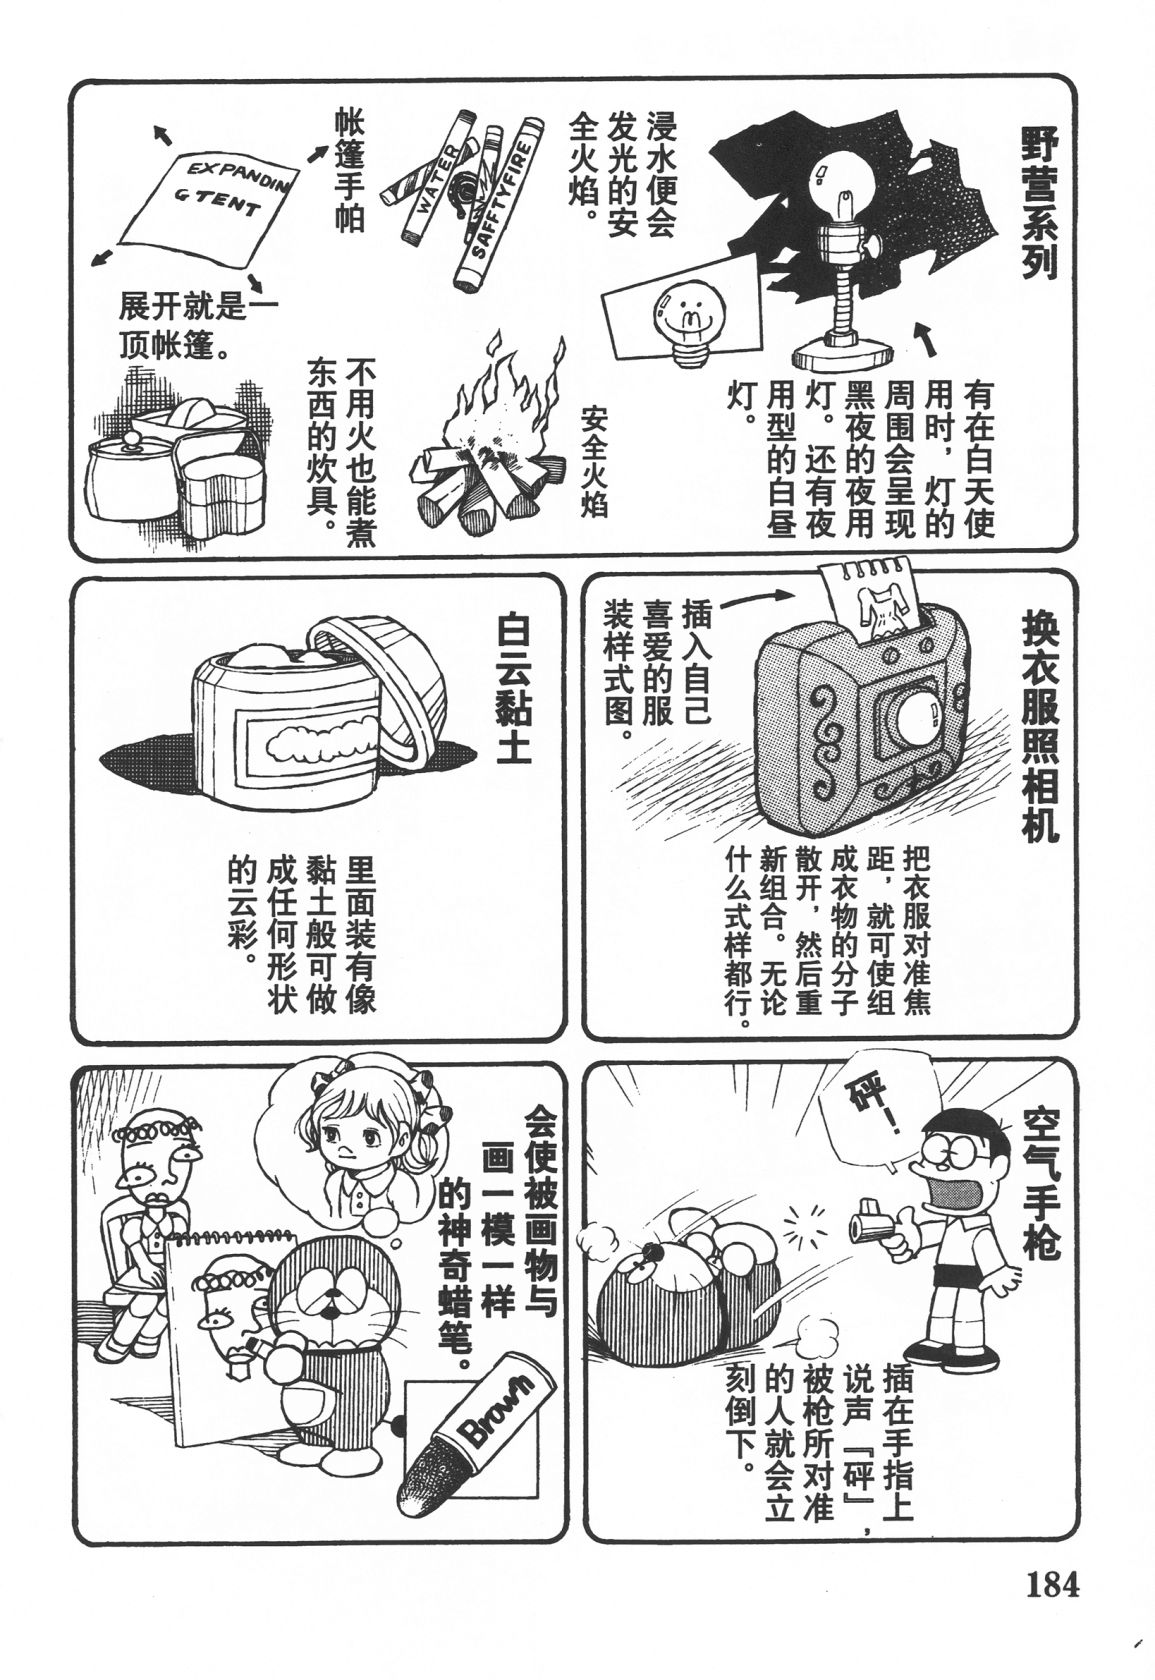 野营系列
有在白天使
用时，灯的
周围会呈现
黑夜的夜用
灯。还有夜
用型的白昼
灯。
浸水便会
发光的安
全火焰。
WATER
SAFFTYFIRE
安全火焰
帐篷手帕
EXPANDIN
G TENT
展开就是一
顶帐篷。
不用火也能煮
东西的炊具。
换衣服照相机
插入自己
喜爱的服
装样式图。
把衣服对准焦
距，就可使组
成衣物的分子
散开，然后重
新组合。无论
什么式样都行。
白云黏土
里面装有像
黏土般可做
成任何形状
的云彩。
空气手枪
砰！
插在手指上
说声『砰』，
被枪所对准
的人就会立
刻倒下。
会使被画物与
画一模一样
的神奇蜡笔。
Brown
184